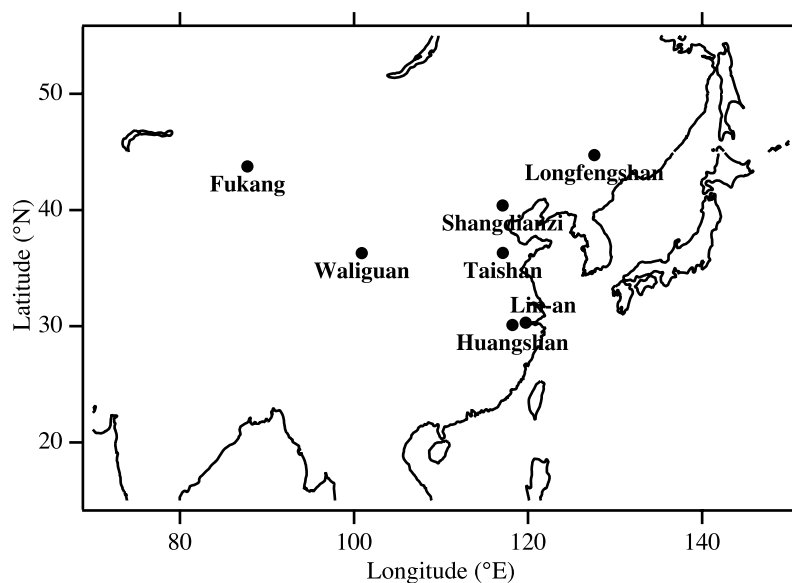 50
40
30
20
Latitude (°N)
Fukang
Longfengshan
Shangdianzi
Waliguan
Taishan
Lin-an
Huangshan
80
100
120
140
Longitude (°E)